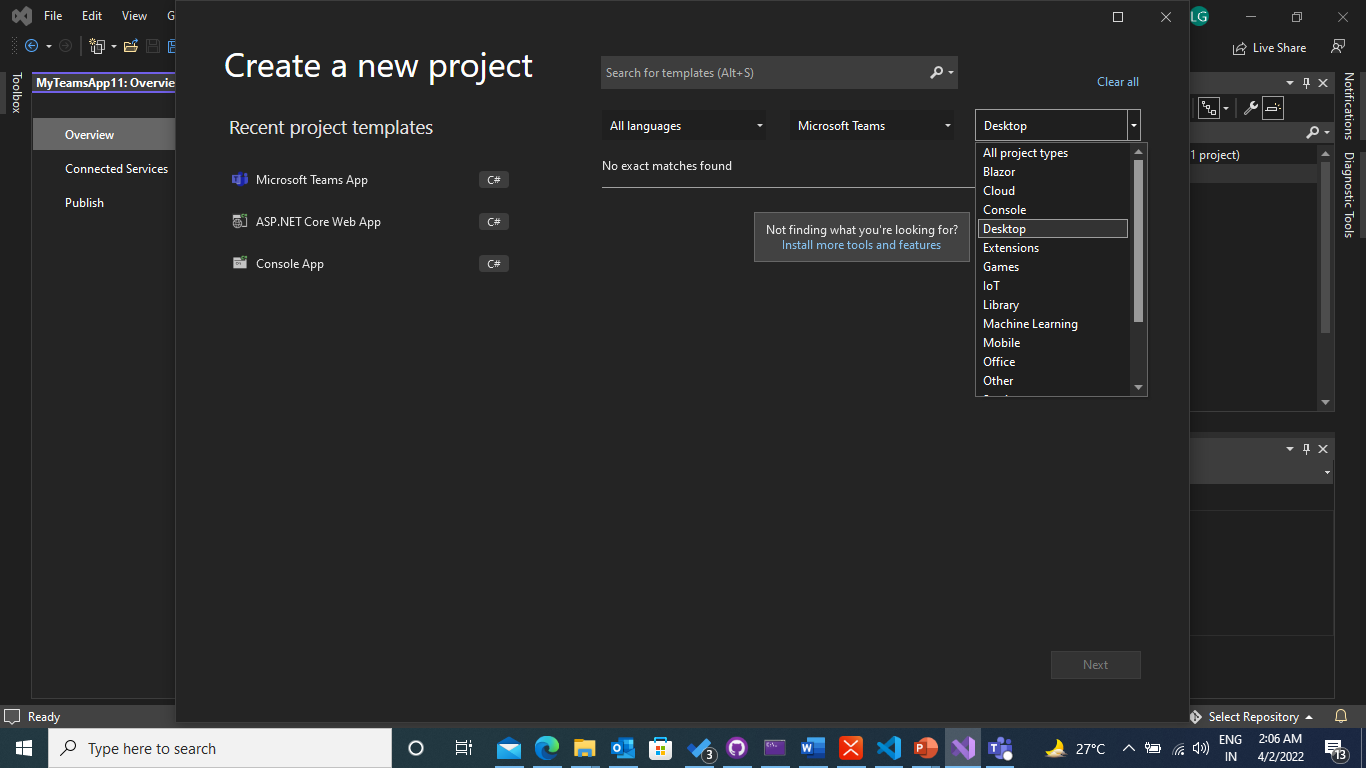 File Edit View G
LG
Live Share
Toolbox
MyTeamsApp11: Overvie
Overview
Connected Services
Publish
Create a new project
Search for templates (Alt+S)
Clear all
Recent project templates
All languages
Microsoft Teams
Desktop
Microsoft Teams App C#
ASP.NET Core Web App C#
Console App C#
No exact matches found
Not finding what you're looking for?
Install more tools and features
All project types
Blazor
Cloud
Console
Desktop
Extensions
Games
IoT
Library
Machine Learning
Mobile
Office
Other
Next
1 project)
Notifications
Diagnostic Tools
Ready
Select Repository
Type here to search
3
27°C
ENG
IN
2:06 AM
4/2/2022
13